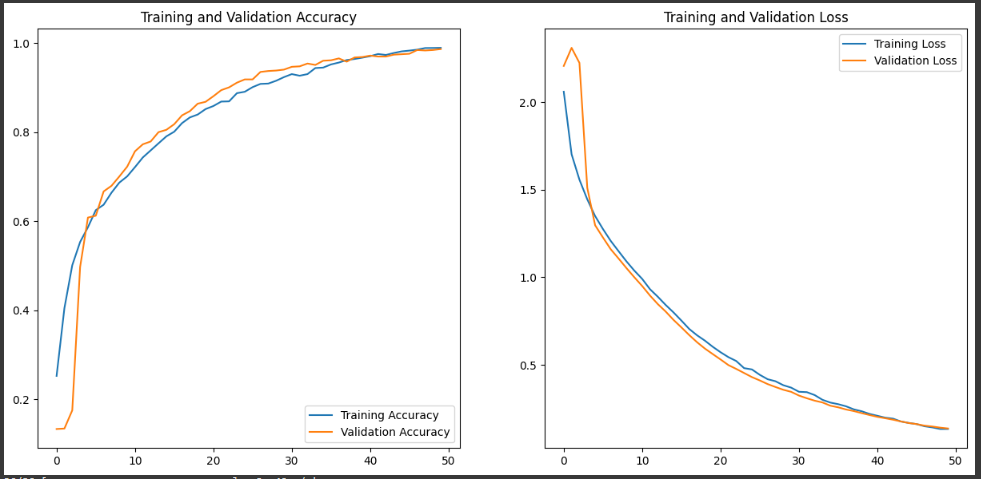 Training and Validation Accuracy
1.0
0.8
0.6
0.4
0.2
0 10 20 30 40 50
Training Accuracy
Validation Accuracy
Training and Validation Loss
2.0
1.5
1.0
0.5
0 10 20 30 40 50
Training Loss
Validation Loss